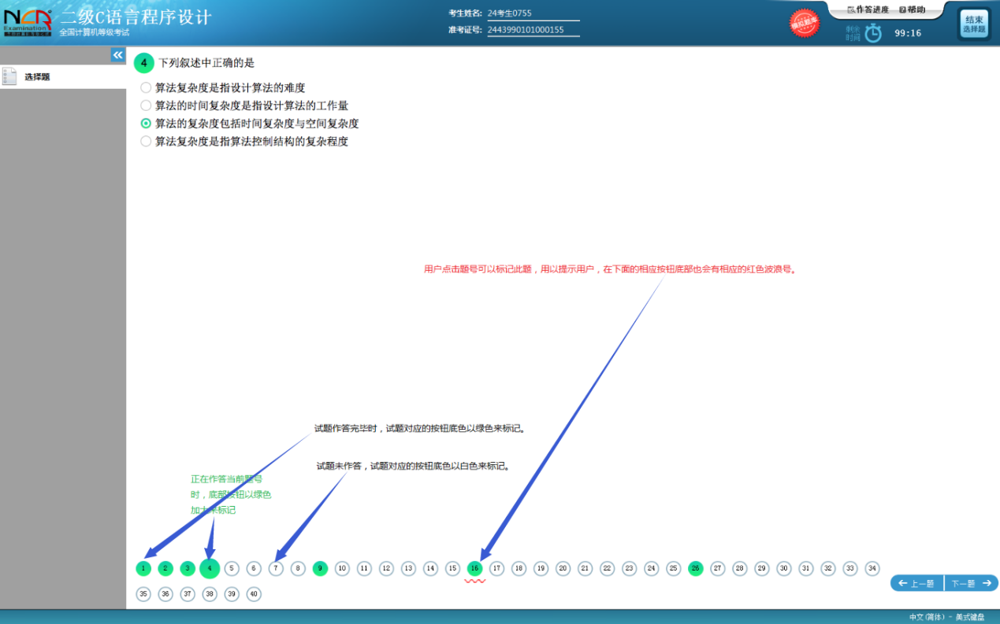 NCR
Examination
二级C语言程序设计
全国计算机等级考试
考生姓名: 24考生0755
准考证号: 2443990101000155
模拟题库
作答进度 帮助
剩余时间 99:16
结束选择题
选择题
4 下列叙述中正确的是
算法复杂度是指设计算法的难度
算法的时间复杂度是指设计算法的工作量
算法的复杂度包括时间复杂度与空间复杂度
算法复杂度是指算法控制结构的复杂程度
用户点击题号可以标记此题，用以提示用户，在下面的相应按钮底部也会有相应的红色波浪号。
试题作答完毕时，试题对应的按钮底色以绿色来标记。
试题未作答，试题对应的按钮底色以白色来标记。
正在作答当前题号
时，底部按钮以绿色
加大来标记
1 2 3 4 5 6 7 8 9 10 11 12 13 14 15 16 17 18 19 20 21 22 23 24 25 26 27 28 29 30 31 32 33 34
上一题 下一题
35 36 37 38 39 40
中文(简体) - 美式键盘